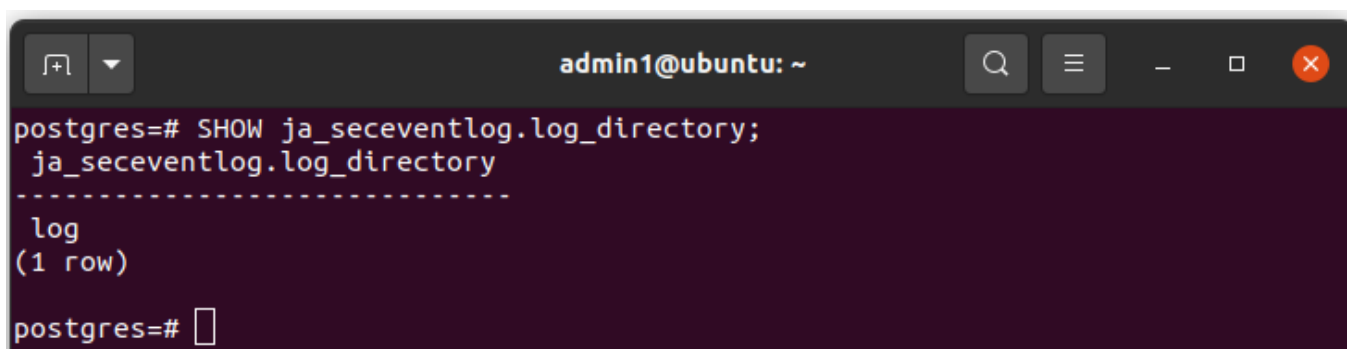 admin1@ubuntu: ~
postgres=# SHOW ja_seceventlog.log_directory;
 ja_seceventlog.log_directory
------------------------------
 log
(1 row)

postgres=#